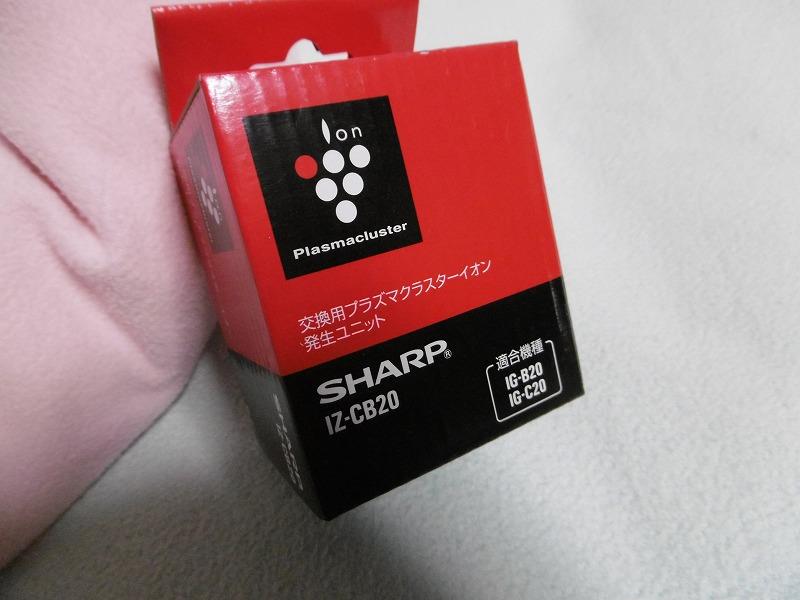 Ion
Plasmacluster
交換用プラズマクラスターイオン
発生ユニット
SHARP®
IZ-CB20
適合機種
IG-B20
IG-C20